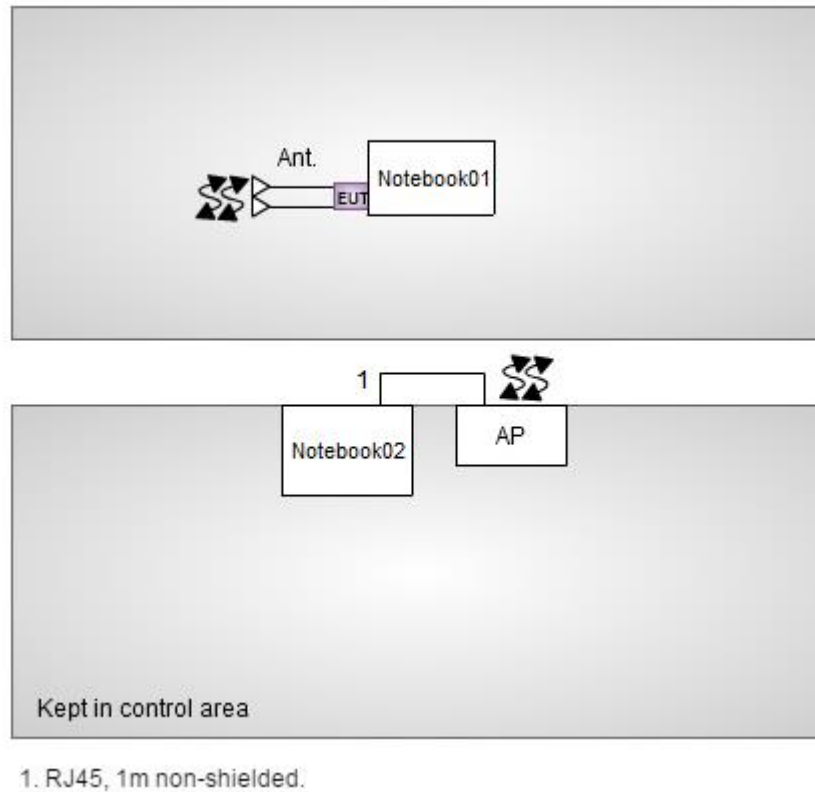 Ant.
EUT
Notebook01
1
Notebook02
AP
Kept in control area
1. RJ45, 1m non-shielded.